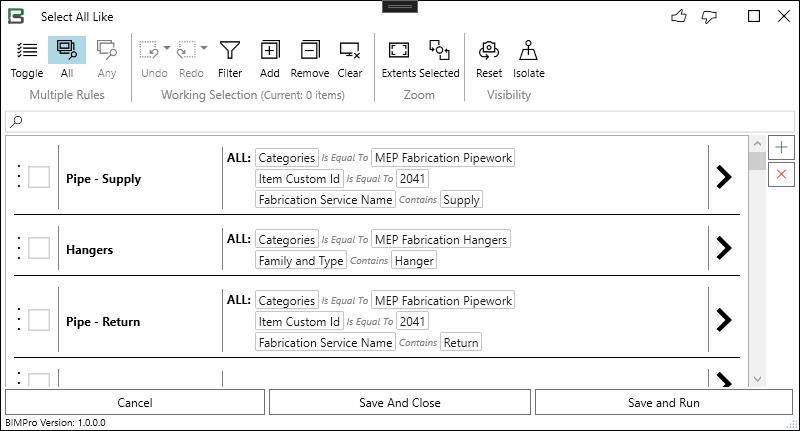 Select All Like
Toggle All Any Undo Redo Filter Add Remove Clear Extents Selected Reset Isolate
Multiple Rules Working Selection (Current: 0 items) Zoom Visibility
Pipe - Supply
ALL: Categories Is Equal To MEP Fabrication Pipework
Item Custom Id Is Equal To 2041
Fabrication Service Name Contains Supply
Hangers
ALL: Categories Is Equal To MEP Fabrication Hangers
Family and Type Contains Hanger
Pipe - Return
ALL: Categories Is Equal To MEP Fabrication Pipework
Item Custom Id Is Equal To 2041
Fabrication Service Name Contains Return
Cancel Save And Close Save and Run
BIMPro Version: 1.0.0.0